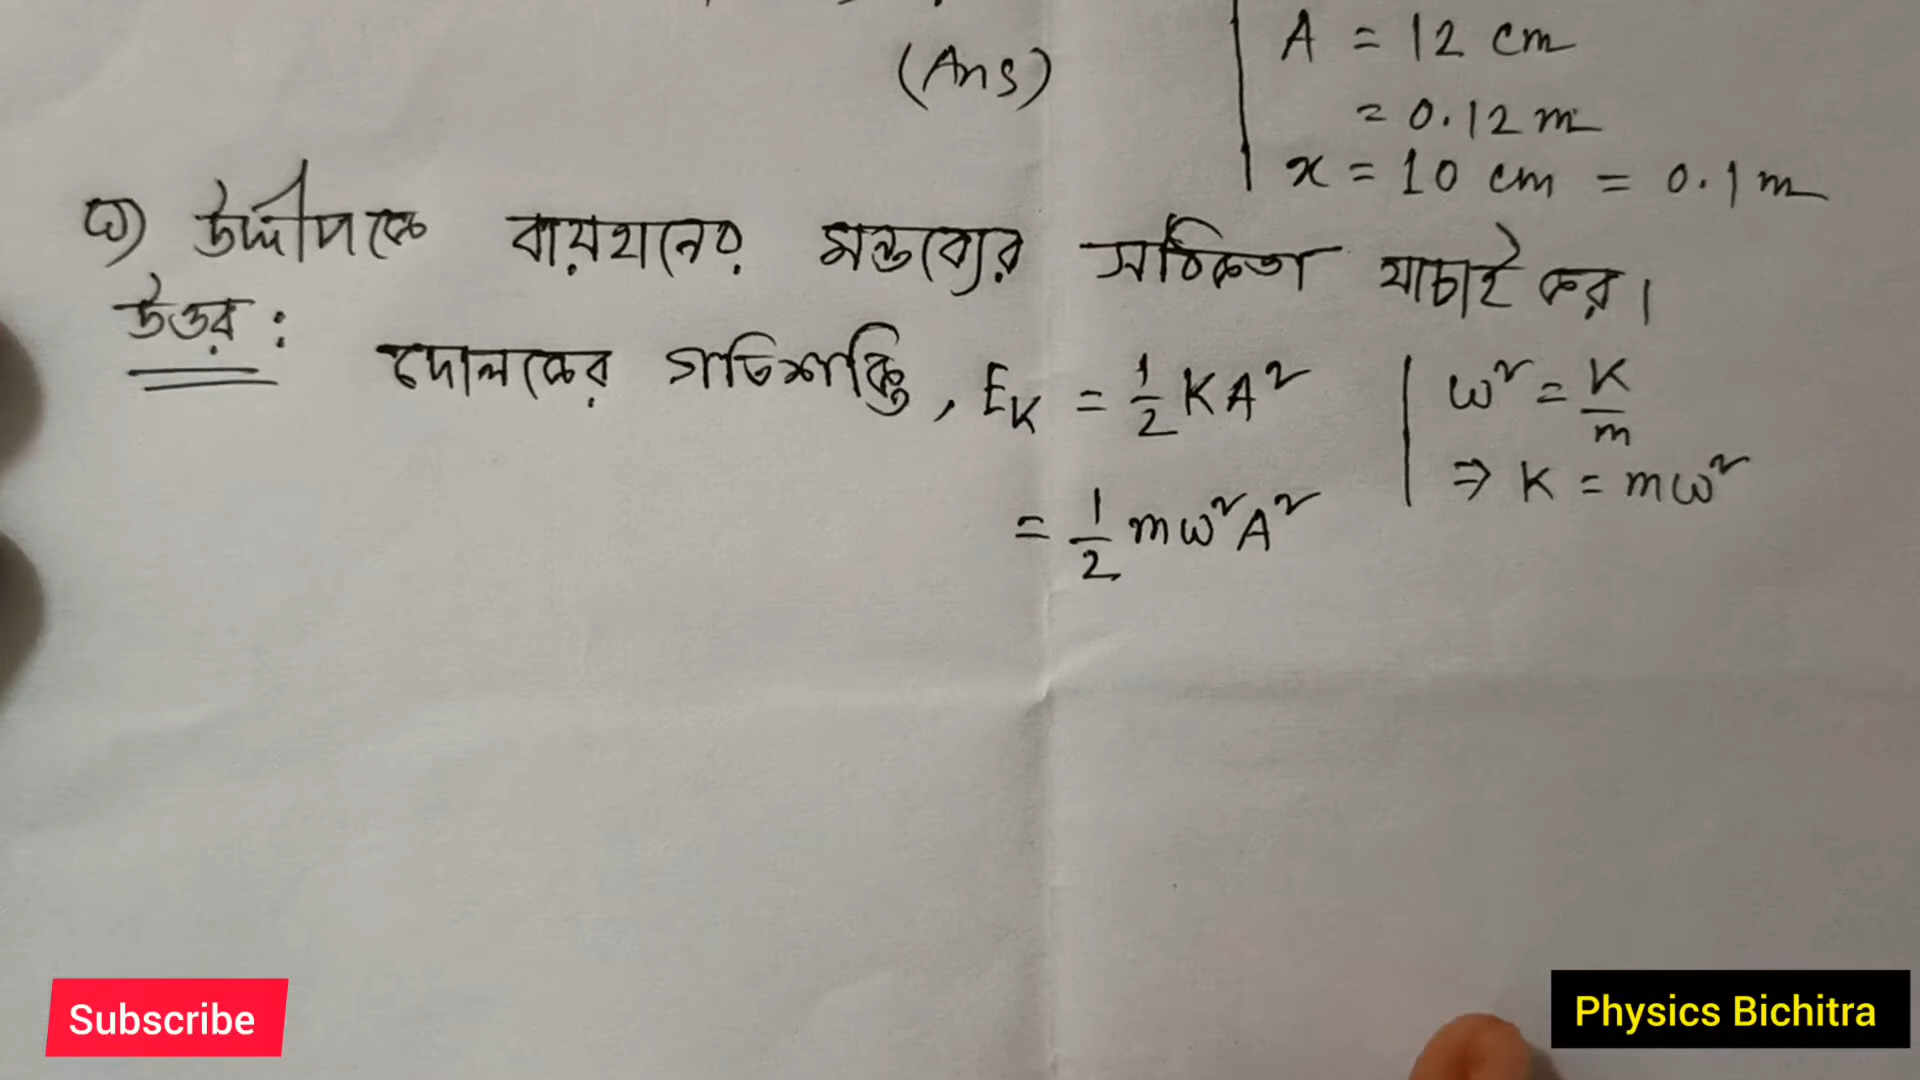 (Ans)
A = 12 cm
= 0.12 m
x = 10 cm = 0.1 m
ঘ) উদ্দীপকে রায়হানের মন্তব্যের সঠিকতা যাচাই কর।
উত্তর:
দোলকের গতিশক্তি, E_K = 1/2 KA²
ω² = K/m
= 1/2 mω²A²
⇒ K = mω²
Subscribe
Physics Bichitra